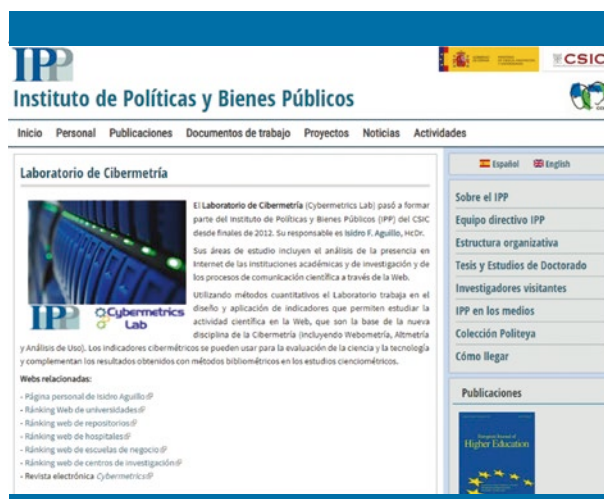 IPP
CSIC
Instituto de Políticas y Bienes Públicos
Inicio Personal Publicaciones Documentos de trabajo Proyectos Noticias Actividades
Laboratorio de Cibermetría
El Laboratorio de Cibermetría (Cybermetrics Lab) pasó a formar
parte del Instituto de Políticas y Bienes Públicos (IPP) del CSIC
desde finales de 2012. Su responsable es Isidro F. Aguillo, HcDr.
Sus áreas de estudio incluyen el análisis de la presencia en
Internet de las instituciones académicas y de investigación y de
los procesos de comunicación científica a través de la Web.
Utilizando métodos cuantitativos el Laboratorio trabaja en el
diseño y aplicación de indicadores que permiten estudiar la
actividad científica en la Web, que son la base de la nueva
disciplina de la Cibermetría (incluyendo Webometría, Altmetría
y Análisis de Uso). Los indicadores cibermétricos se pueden usar para la evaluación de la ciencia y la tecnología
y complementan los resultados obtenidos con métodos bibliométricos en los estudios cienciométricos.
IPP Cybermetrics
Lab
Webs relacionadas:
- Página personal de Isidro Aguillo
- Ránking Web de universidades
- Ránking web de repositorios
- Ránking web de hospitales
- Ránking web de escuelas de negocio
- Ránking web de centros de investigación
- Revista electrónica Cybermetrics
Español English
Sobre el IPP
Equipo directivo IPP
Estructura organizativa
Tesis y Estudios de Doctorado
Investigadores visitantes
IPP en los medios
Colección Politeya
Cómo llegar
Publicaciones
European Journal of
Higher Education